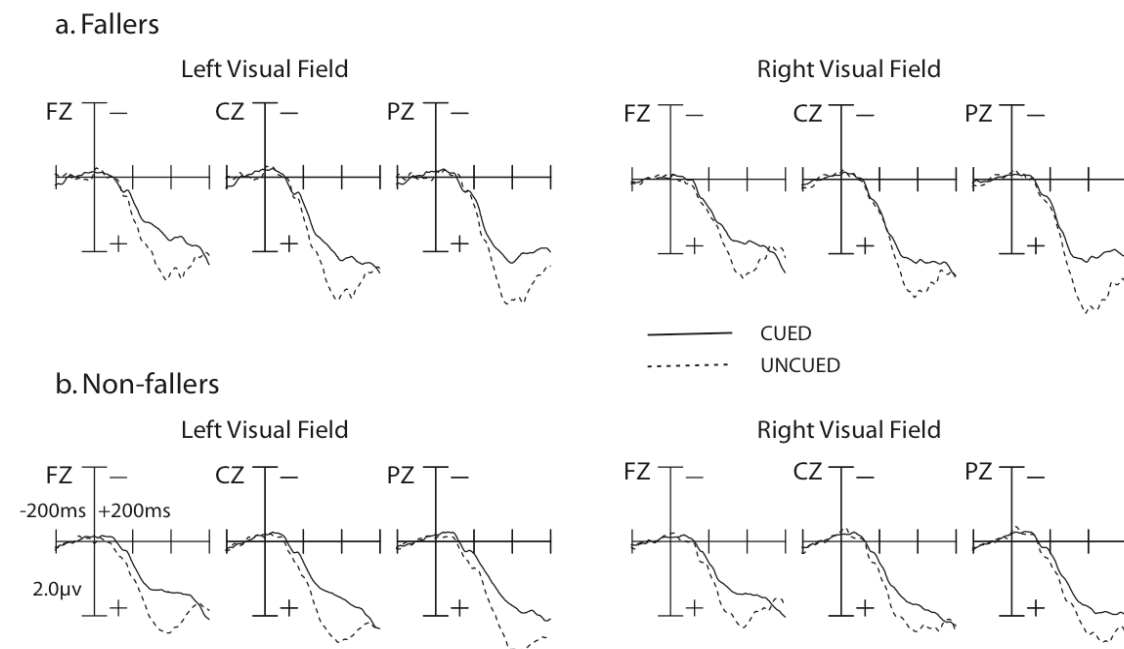 a. Fallers
Left Visual Field
Right Visual Field
FZ − CZ − PZ −
FZ − CZ − PZ −
+ + +
+ + +
CUED
UNCUED
b. Non-fallers
Left Visual Field
Right Visual Field
FZ − CZ − PZ −
FZ − CZ − PZ −
-200ms +200ms
2.0μv
+ + +
+ + +